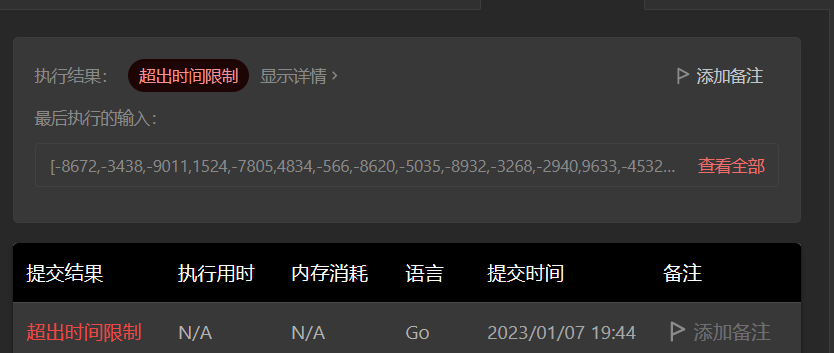 执行结果： 超出时间限制 显示详情 > 添加备注
最后执行的输入：
[-8672,-3438,-9011,1524,-7805,4834,-566,-8620,-5035,-8932,-3268,-2940,9633,-4532... 查看全部
提交结果 执行用时 内存消耗 语言 提交时间 备注
超出时间限制 N/A N/A Go 2023/01/07 19:44 添加备注